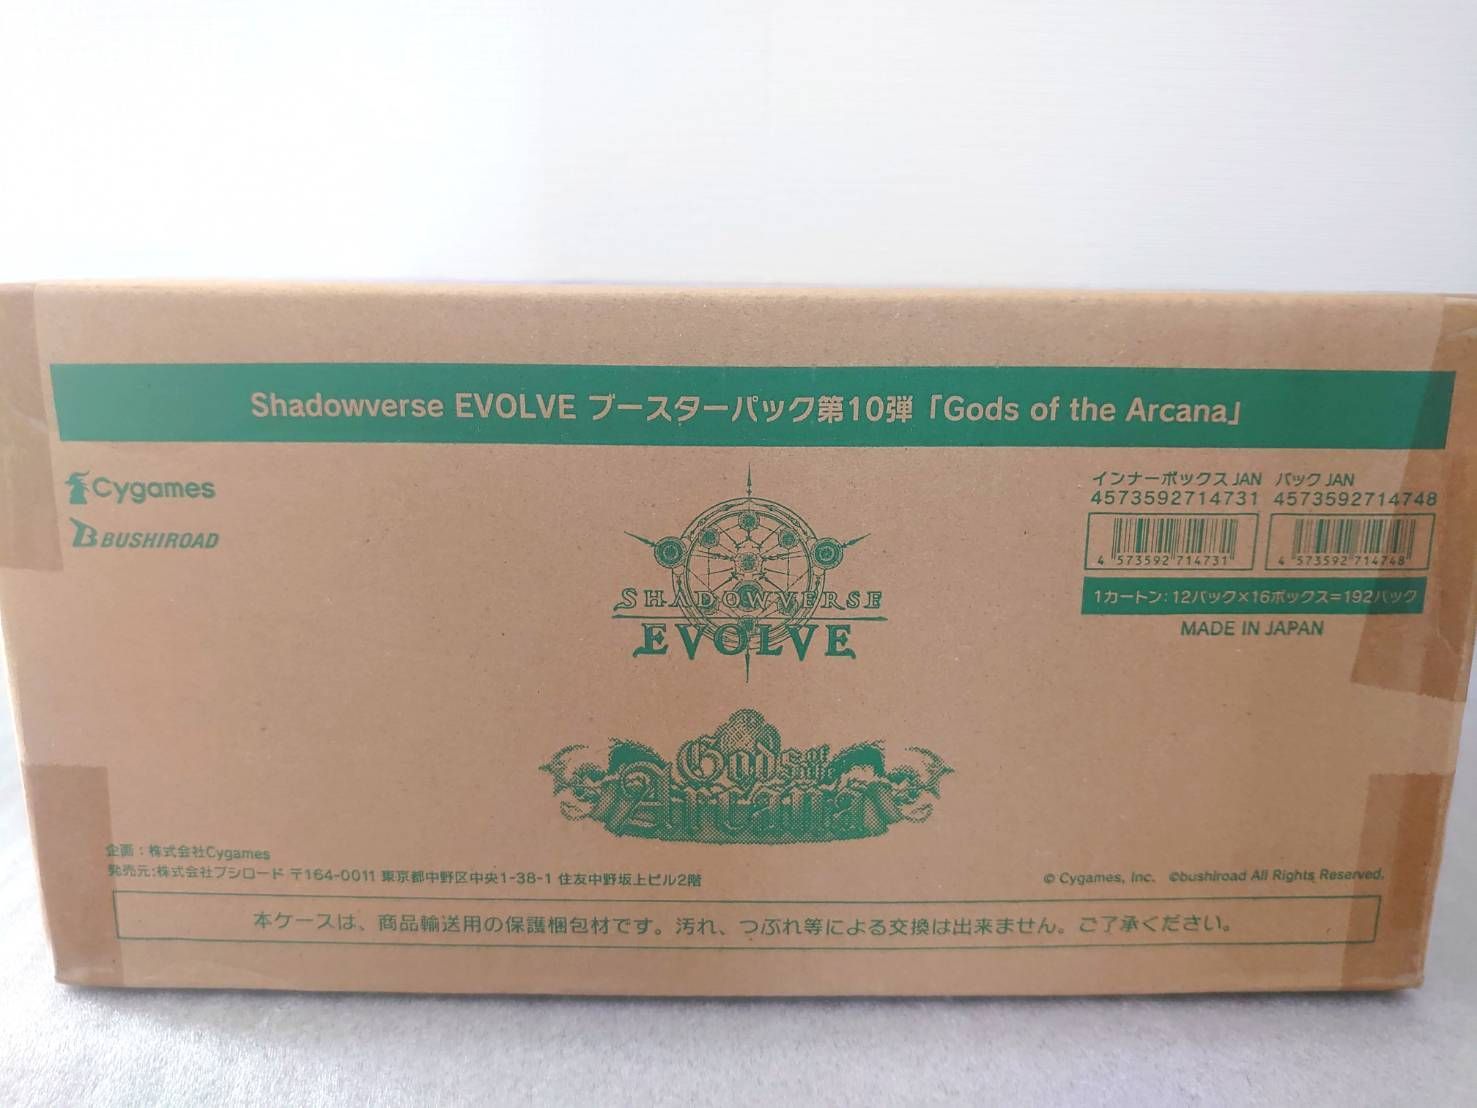 Shadowverse EVOLVE ブースターパック第10弾「Gods of the Arcana」
Cygames
BUSHIROAD
インナーボックス JAN パック JAN
4573592714731 4573592714748
4 573592 714731 4 573592 714748
1カートン:12パック×16ボックス=192パック
MADE IN JAPAN
SHADOWVERSE
EVOLVE
Gods of
the
Arcana
企画:株式会社Cygames
発売元:株式会社ブシロード 〒164-0011 東京都中野区中央1-38-1 住友中野坂上ビル2階
© Cygames, Inc. ©bushiroad All Rights Reserved.
本ケースは、商品輸送用の保護梱包材です。汚れ、つぶれ等による交換は出来ません。ご了承ください。